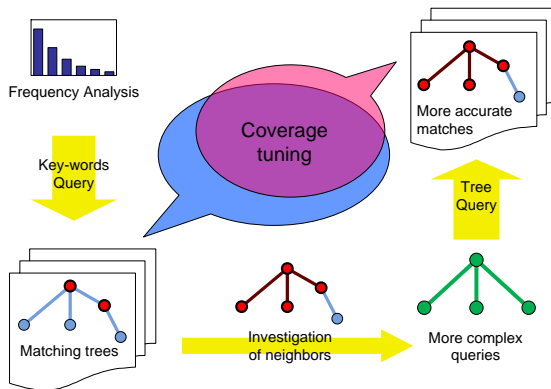 Frequency Analysis
Key-words
Query
Coverage
tuning
More accurate
matches
Tree
Query
Matching trees
Investigation
of neighbors
More complex
queries